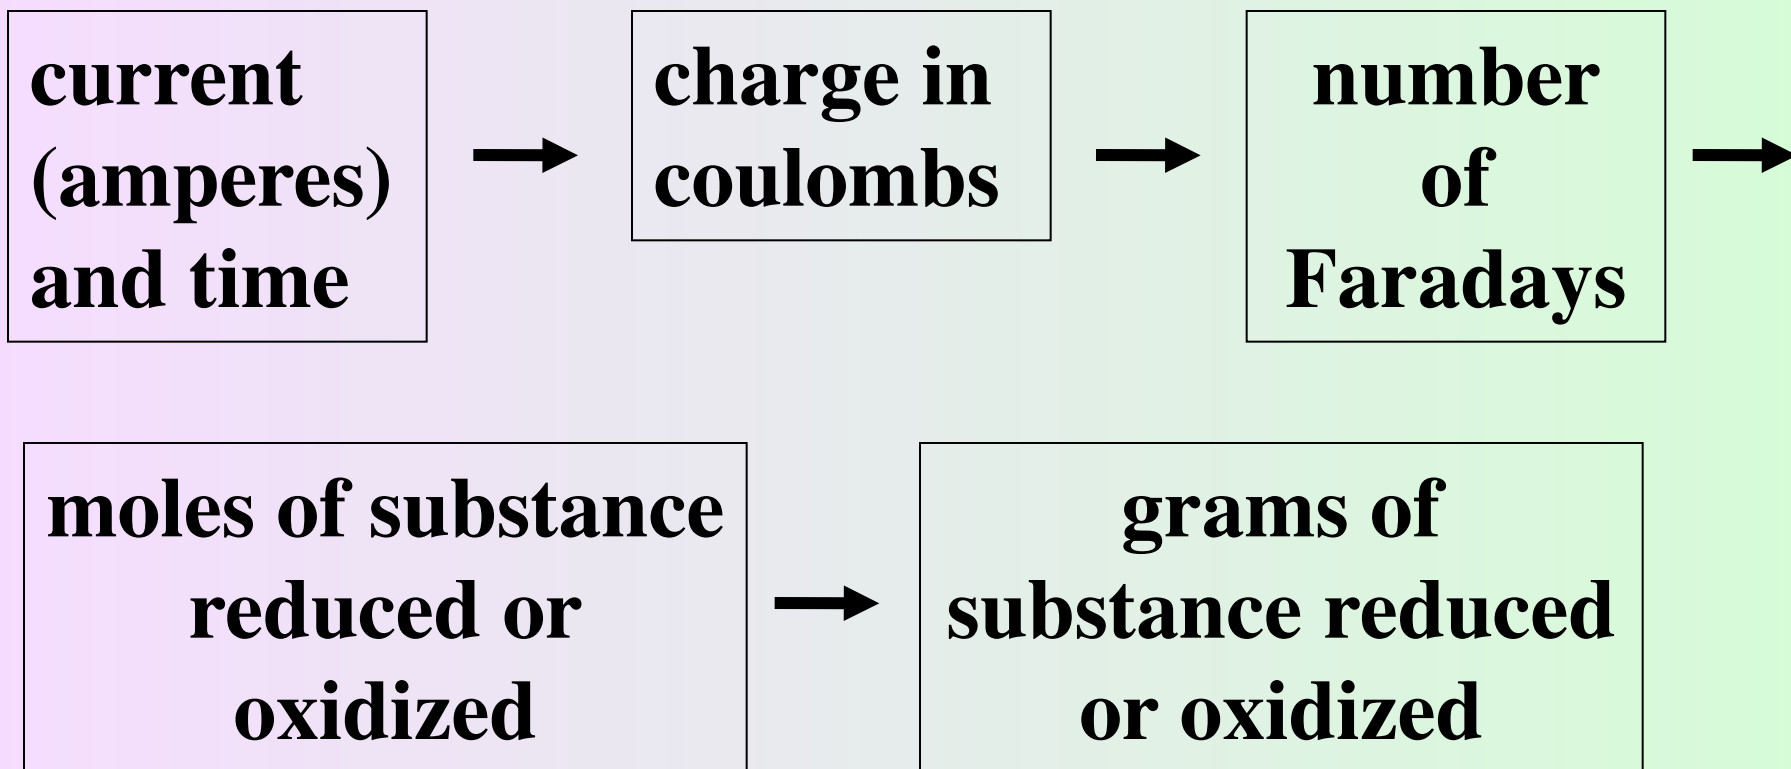 current
(amperes)
and time
charge in
coulombs
number
of
Faradays
moles of substance
reduced or
oxidized
grams of
substance reduced
or oxidized